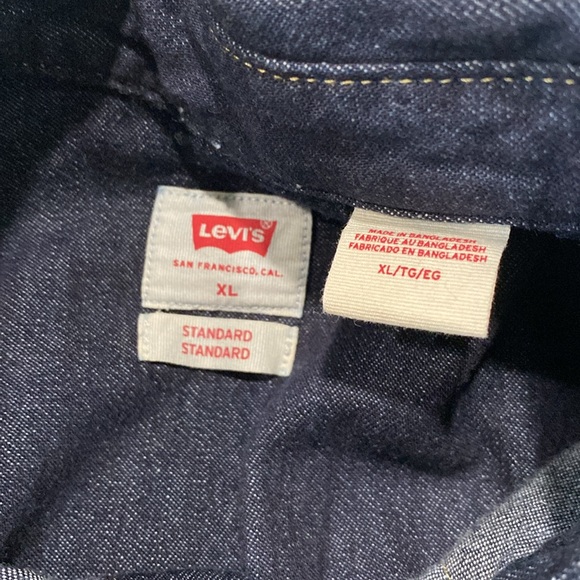 LEVI'S
SAN FRANCISCO, CAL.
XL
STANDARD
STANDARD
MADE IN BANGLADESH
FABRIQUE AU BANGLADESH
FABRICADO EN BANGLADESH
XL/TG/EG